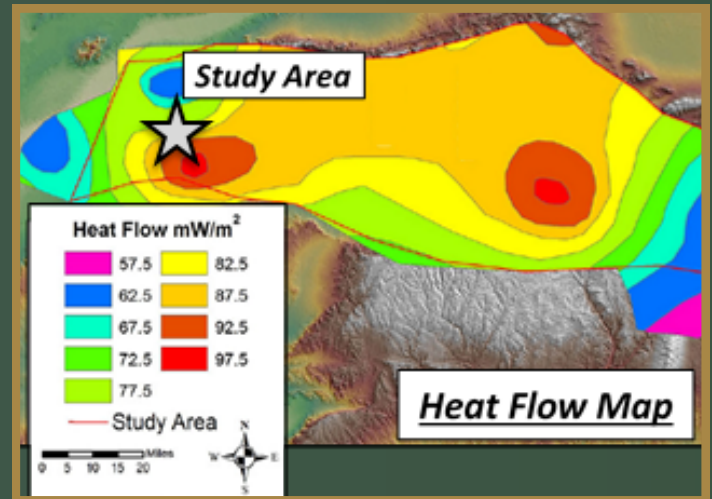 Study Area
Heat Flow mW/m²
57.5 82.5
62.5 87.5
67.5 92.5
72.5 97.5
77.5
Study Area
N
W E
S
Miles
0 5 10 15 20
Heat Flow Map